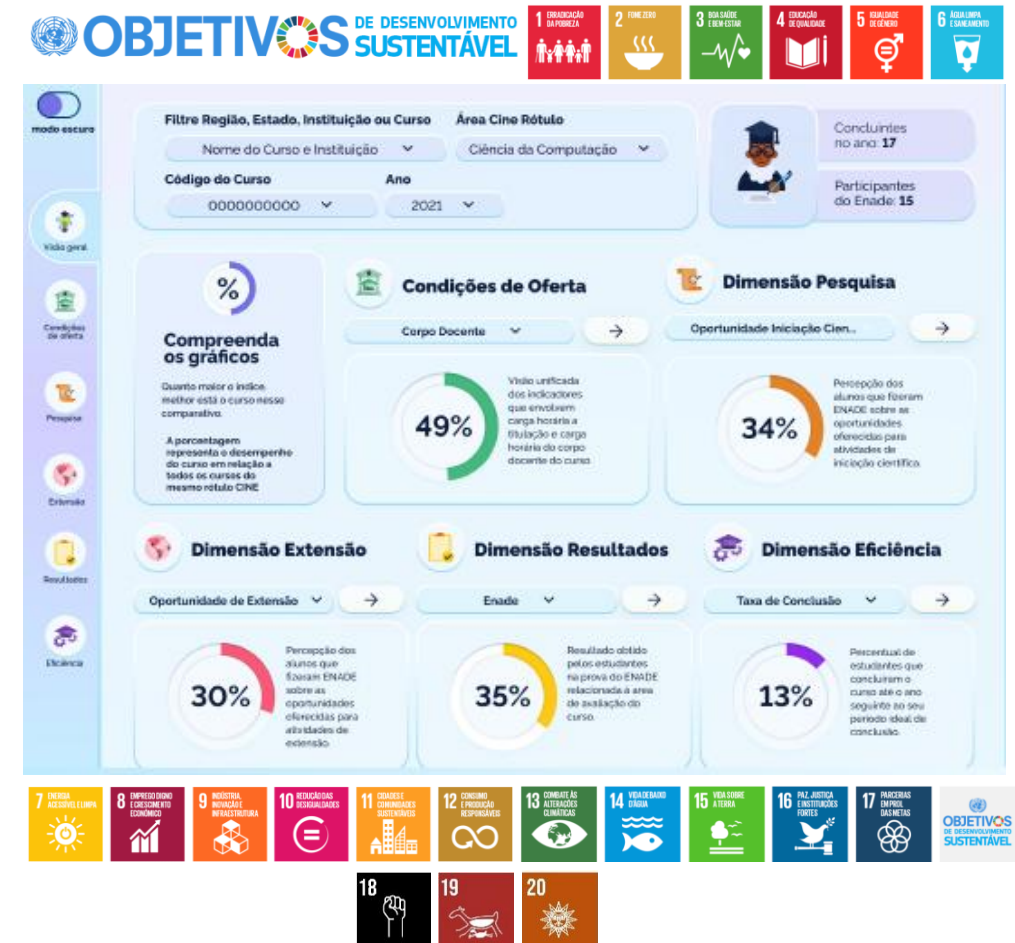 OBJETIVOS
DE DESENVOLVIMENTO
SUSTENTÁVEL
1 ERRADICAÇÃO
DA POBREZA
2 FOME ZERO
3 BOA SAÚDE
E BEM-ESTAR
4 EDUCAÇÃO
DE QUALIDADE
5 IGUALDADE
DE GÊNERO
6 ÁGUA LIMPA
E SANEAMENTO
modo escuro
Filtre Região, Estado, Instituição ou Curso
Área Cine Rótulo
Nome do Curso e Instituição
Ciência da Computação
Código do Curso
Ano
0000000000
2021
Concluintes
no ano: 17
Participantes
do Enade: 15
Visão geral
Condições
de oferta
Pesquisa
Extensão
Resultados
Eficiência
%
Compreenda
os gráficos
Quanto maior o índice
melhor está o curso nesse
comparativo.
A porcentagem
representa o desempenho
do curso em relação a
todos os cursos do
mesmo rótulo CINE
Condições de Oferta
Corpo Docente
49%
Visão unificada
dos indicadores
que envolvem
carga horária a
titulação e carga
horária do corpo
docente do curso
Dimensão Pesquisa
Oportunidade Iniciação Cien...
34%
Percepção dos
alunos que fizeram
ENADE sobre as
oportunidades
oferecidas para
atividades de
iniciação científica.
Dimensão Extensão
Oportunidade de Extensão
30%
Percepção dos
alunos que
fizeram ENADE
sobre as
oportunidades
oferecidas para
atividades de
extensão.
Dimensão Resultados
Enade
35%
Resultado obtido
pelos estudantes
na prova do ENADE
relacionada à area
de avaliação do
curso.
Dimensão Eficiência
Taxa de Conclusão
13%
Percentual de
estudantes que
concluíram o
curso até o ano
seguinte ao seu
período ideal de
conclusão.
7 ENERGIA
ACESSÍVEL E LIMPA
8 EMPREGO DIGNO
E CRESCIMENTO
ECONÔMICO
9 INDÚSTRIA,
INOVAÇÃO E
INFRAESTRUTURA
10 REDUÇÃO DAS
DESIGUALDADES
11 CIDADES E
COMUNIDADES
SUSTENTÁVEIS
12 CONSUMO
E PRODUÇÃO
RESPONSÁVEIS
13 COMBATE ÀS
ALTERAÇÕES
CLIMÁTICAS
14 VIDA DEBAIXO
D'ÁGUA
15 VIDA SOBRE
A TERRA
16 PAZ, JUSTIÇA
E INSTITUIÇÕES
FORTES
17 PARCERIAS
EM PROL
DAS METAS
OBJETIVOS
DE DESENVOLVIMENTO
SUSTENTÁVEL
18
19
20